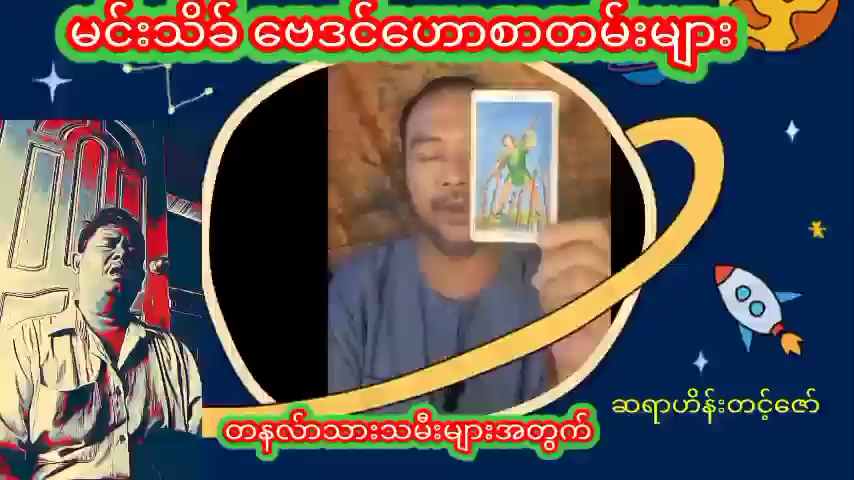 မင်းသိခ် ဗေဒင်ဟောစာတမ်းများ
ဆရာဟိန်းတင့်ဇော်
တနလ်ာသားသမီးများအတွက်